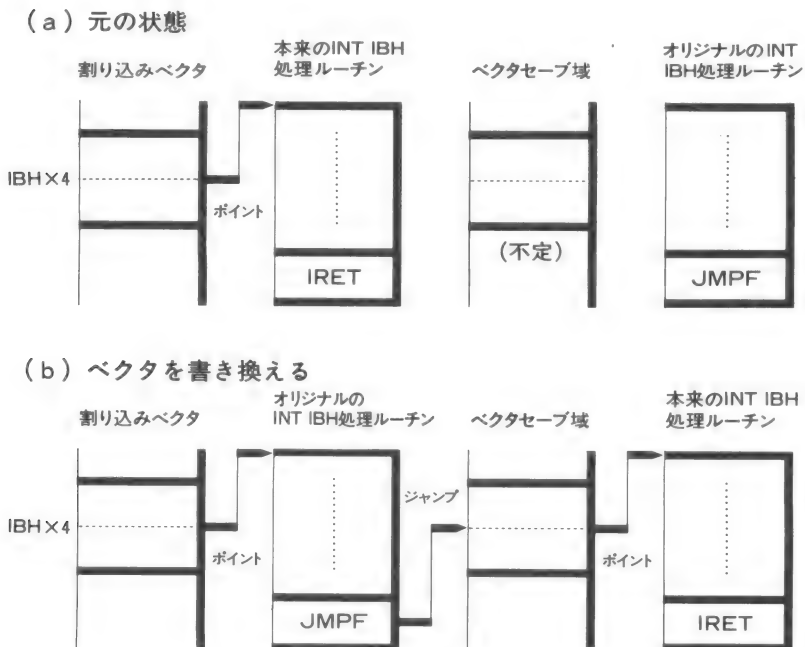 (a) 元の状態
割り込みベクタ
本来のINT IBH
処理ルーチン
ベクタセーブ域
オリジナルのINT
IBH処理ルーチン
IBH×4
ポイント
(不定)
IRET
JMPF
(b) ベクタを書き換える
割り込みベクタ
オリジナルの
INT IBH処理ルーチン
ベクタセーブ域
本来のINT IBH
処理ルーチン
IBH×4
ポイント
ジャンプ
ポイント
JMPF
IRET